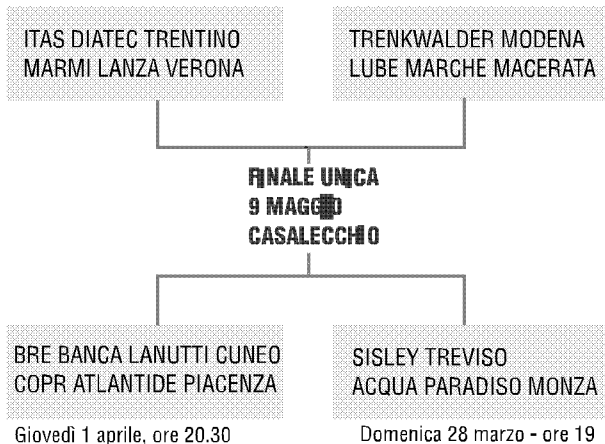 ITAS DIATEC TRENTINO
MARMI LANZA VERONA
TRENKWALDER MODENA
LUBE MARCHE MACERATA
FINALE UNICA
9 MAGGIO
CASALECCHIO
BRE BANCA LANUTTI CUNEO
COPR ATLANTIDE PIACENZA
SISLEY TREVISO
ACQUA PARADISO MONZA
Giovedì 1 aprile, ore 20.30
Domenica 28 marzo - ore 19